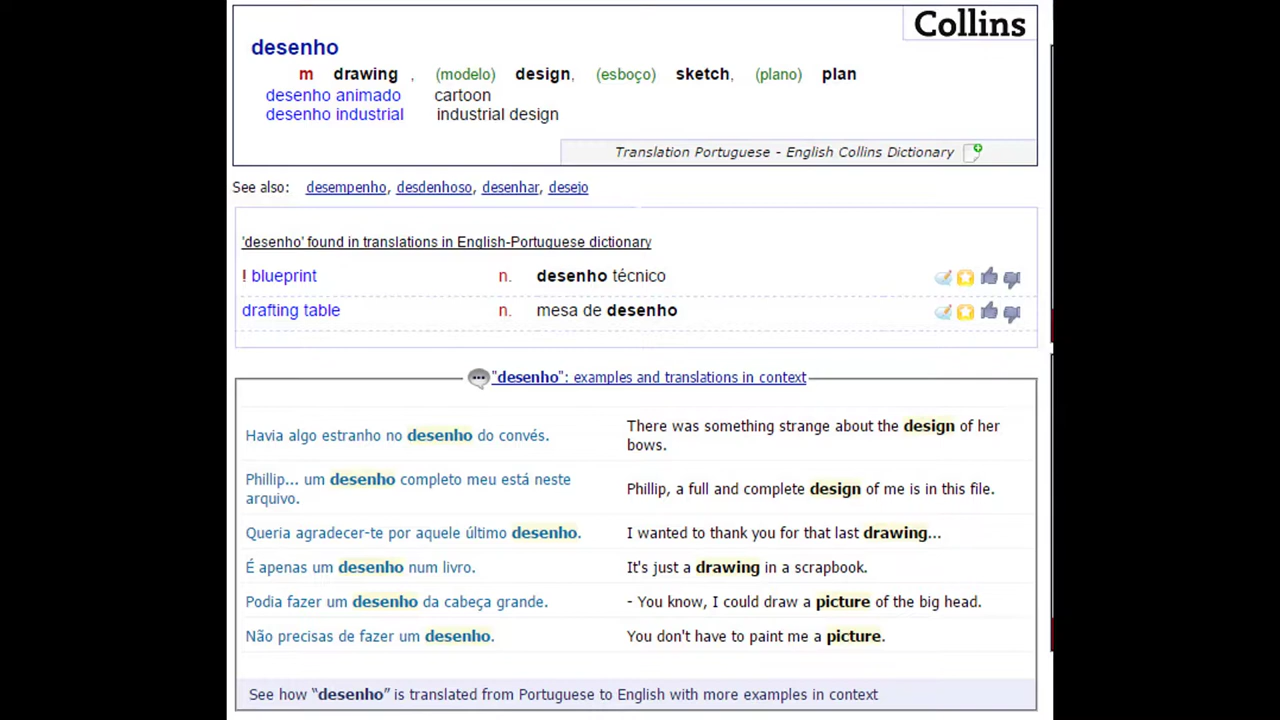 Collins
desenho
m drawing , (modelo) design, (esboço) sketch, (plano) plan
desenho animado cartoon
desenho industrial industrial design
Translation Portuguese - English Collins Dictionary
See also: desempenho, desdenhoso, desenhar, desejo
'desenho' found in translations in English-Portuguese dictionary
! blueprint n. desenho técnico
drafting table n. mesa de desenho
"desenho": examples and translations in context
Havia algo estranho no desenho do convés. There was something strange about the design of her
bows.
Phillip... um desenho completo meu está neste
arquivo. Phillip, a full and complete design of me is in this file.
Queria agradecer-te por aquele último desenho. I wanted to thank you for that last drawing...
É apenas um desenho num livro. It's just a drawing in a scrapbook.
Podia fazer um desenho da cabeça grande. - You know, I could draw a picture of the big head.
Não precisas de fazer um desenho. You don't have to paint me a picture.
See how “desenho” is translated from Portuguese to English with more examples in context